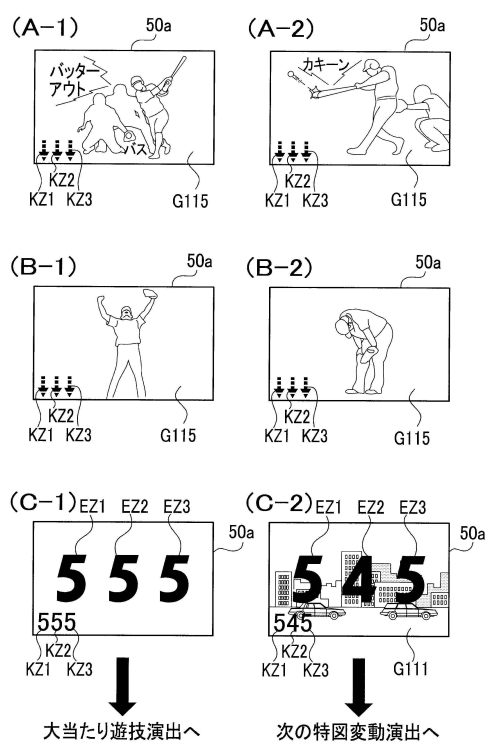 (A-1)
50a
バッター
アウト
バス
KZ1
KZ2
KZ3
G115
(A-2)
50a
カキーン
KZ1
KZ2
KZ3
G115
(B-1)
50a
KZ1
KZ2
KZ3
G115
(B-2)
50a
KZ1
KZ2
KZ3
G115
(C-1)
EZ1
EZ2
EZ3
50a
5 5 5
555
KZ1
KZ2
KZ3
大当たり遊技演出へ
(C-2)
EZ1
EZ2
EZ3
50a
5 4 5
545
KZ1
KZ2
KZ3
G111
次の特図変動演出へ